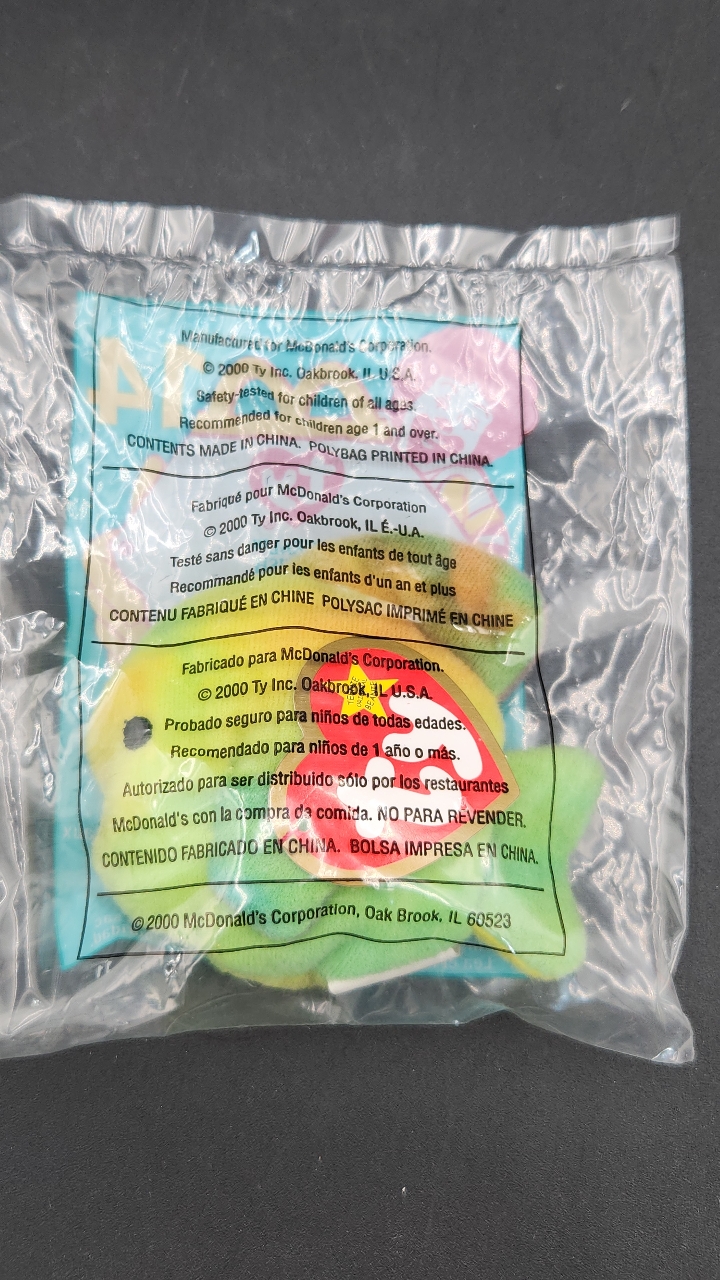 Manufactured for McDonald's Corporation.
© 2000 Ty Inc. Oakbrook, IL U.S.A.
Safety-tested for children of all ages.
Recommended for children age 1 and over.
CONTENTS MADE IN CHINA. POLYBAG PRINTED IN CHINA.
Fabriqué pour McDonald's Corporation
© 2000 Ty Inc. Oakbrook, IL É.-U.A.
Testé sans danger pour les enfants de tout âge
Recommandé pour les enfants d'un an et plus
CONTENU FABRIQUÉ EN CHINE POLYSAC IMPRIMÉ EN CHINE
Fabricado para McDonald's Corporation.
© 2000 Ty Inc. Oakbrook, IL U.S.A.
Probado seguro para niños de todas edades.
Recomendado para niños de 1 año o más.
Autorizado para ser distribuido sólo por los restaurantes
McDonald's con la compra de comida. NO PARA REVENDER.
CONTENIDO FABRICADO EN CHINA. BOLSA IMPRESA EN CHINA.
© 2000 McDonald's Corporation, Oak Brook, IL 60523
ty